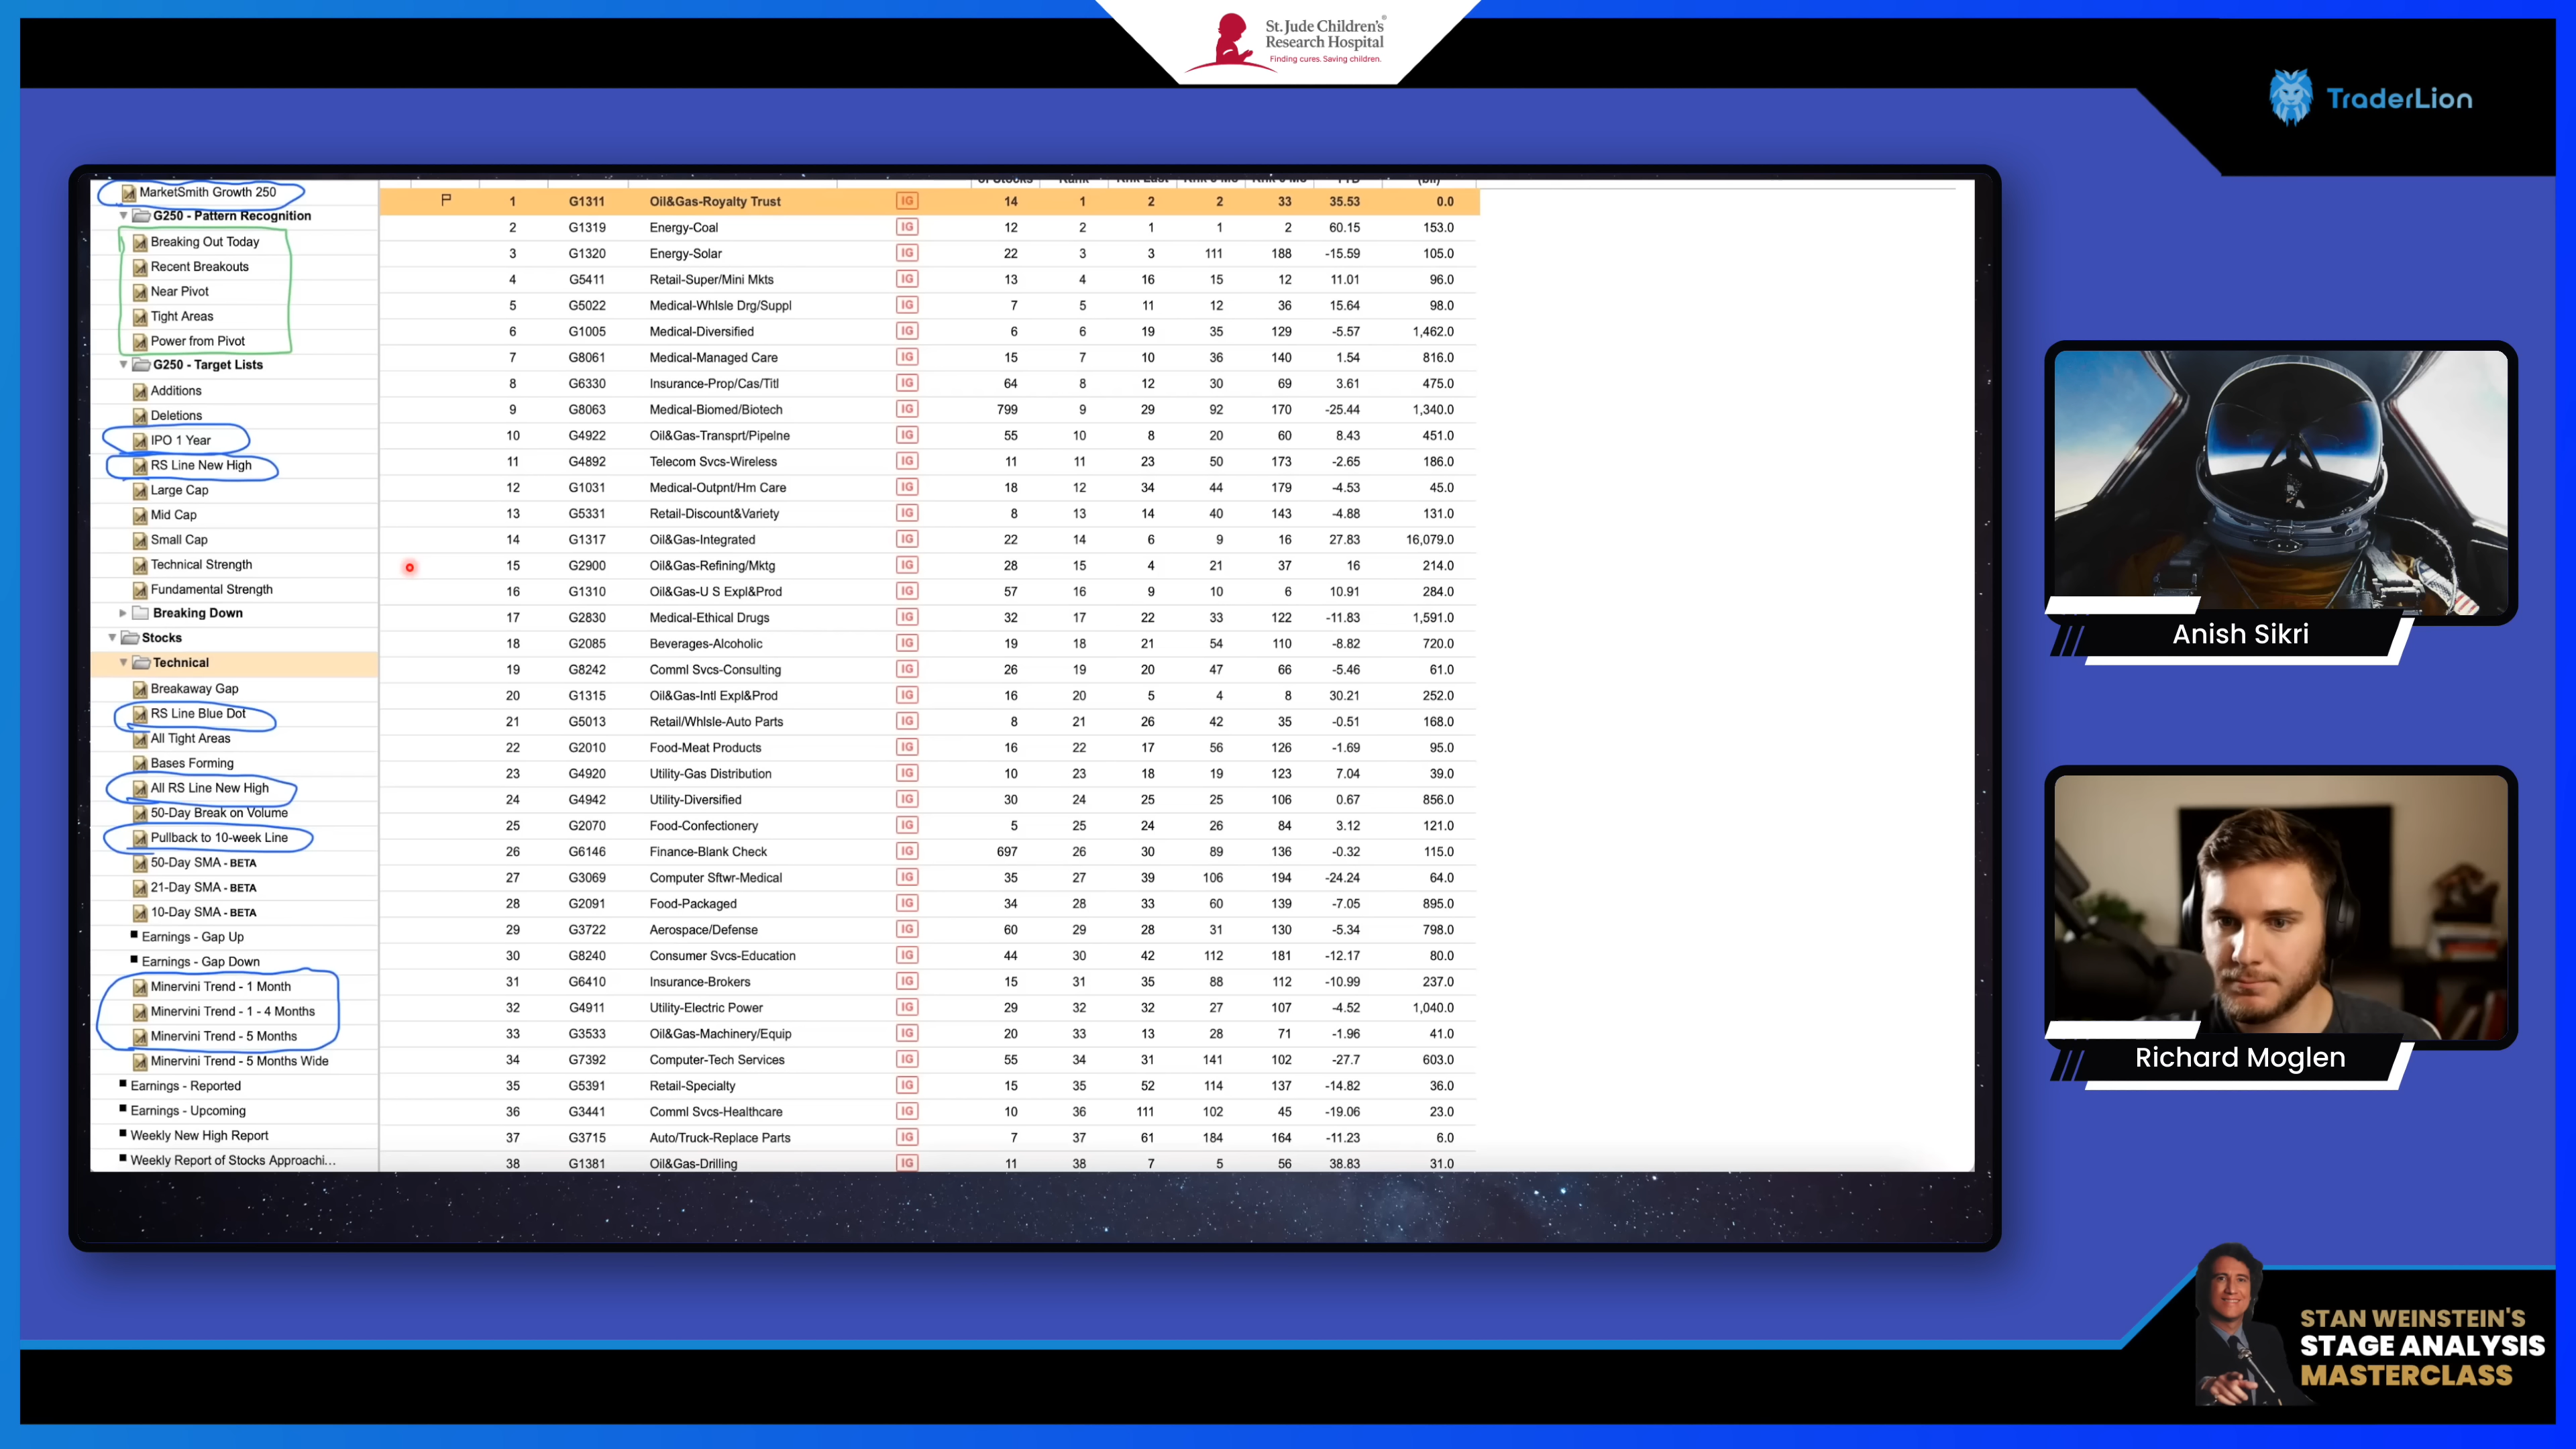 St. Jude Children's®
Research Hospital
Finding cures. Saving children.
TraderLion
MarketSmith Growth 250
G250 - Pattern Recognition
Breaking Out Today
Recent Breakouts
Near Pivot
Tight Areas
Power from Pivot
G250 - Target Lists
Additions
Deletions
IPO 1 Year
RS Line New High
Large Cap
Mid Cap
Small Cap
Technical Strength
Fundamental Strength
Breaking Down
Stocks
Technical
Breakaway Gap
RS Line Blue Dot
All Tight Areas
Bases Forming
All RS Line New High
50-Day Break on Volume
Pullback to 10-week Line
50-Day SMA - BETA
21-Day SMA - BETA
10-Day SMA - BETA
Earnings - Gap Up
Earnings - Gap Down
Minervini Trend - 1 Month
Minervini Trend - 1 - 4 Months
Minervini Trend - 5 Months
Minervini Trend - 5 Months Wide
Earnings - Reported
Earnings - Upcoming
Weekly New High Report
Weekly Report of Stocks Approachi...
1 G1311 Oil&Gas-Royalty Trust IG 14 1 2 2 33 35.53 0.0
2 G1319 Energy-Coal IG 12 2 1 1 2 60.15 153.0
3 G1320 Energy-Solar IG 22 3 3 111 188 -15.59 105.0
4 G5411 Retail-Super/Mini Mkts IG 13 4 16 15 12 11.01 96.0
5 G5022 Medical-Whlsle Drg/Suppl IG 7 5 11 12 36 15.64 98.0
6 G1005 Medical-Diversified IG 6 6 19 35 129 -5.57 1,462.0
7 G8061 Medical-Managed Care IG 15 7 10 36 140 1.54 816.0
8 G6330 Insurance-Prop/Cas/Titl IG 64 8 12 30 69 3.61 475.0
9 G8063 Medical-Biomed/Biotech IG 799 9 29 92 170 -25.44 1,340.0
10 G4922 Oil&Gas-Transprt/Pipelne IG 55 10 8 20 60 8.43 451.0
11 G4892 Telecom Svcs-Wireless IG 11 11 23 50 173 -2.65 186.0
12 G1031 Medical-Outpnt/Hm Care IG 18 12 34 44 179 -4.53 45.0
13 G5331 Retail-Discount&Variety IG 8 13 14 40 143 -4.88 131.0
14 G1317 Oil&Gas-Integrated IG 22 14 6 9 16 27.83 16,079.0
15 G2900 Oil&Gas-Refining/Mktg IG 28 15 4 21 37 16 214.0
16 G1310 Oil&Gas-U S Expl&Prod IG 57 16 9 10 6 10.91 284.0
17 G2830 Medical-Ethical Drugs IG 32 17 22 33 122 -11.83 1,591.0
18 G2085 Beverages-Alcoholic IG 19 18 21 54 110 -8.82 720.0
19 G8242 Comml Svcs-Consulting IG 26 19 20 47 66 -5.46 61.0
20 G1315 Oil&Gas-Intl Expl&Prod IG 16 20 5 4 8 30.21 252.0
21 G5013 Retail/Whlsle-Auto Parts IG 8 21 26 42 35 -0.51 168.0
22 G2010 Food-Meat Products IG 16 22 17 56 126 -1.69 95.0
23 G4920 Utility-Gas Distribution IG 10 23 18 19 123 7.04 39.0
24 G4942 Utility-Diversified IG 30 24 25 25 106 0.67 856.0
25 G2070 Food-Confectionery IG 5 25 24 26 84 3.12 121.0
26 G6146 Finance-Blank Check IG 697 26 30 89 136 -0.32 115.0
27 G3069 Computer Sftwr-Medical IG 35 27 39 106 194 -24.24 64.0
28 G2091 Food-Packaged IG 34 28 33 60 139 -7.05 895.0
29 G3722 Aerospace/Defense IG 60 29 28 31 130 -5.34 798.0
30 G8240 Consumer Svcs-Education IG 44 30 42 112 181 -12.17 80.0
31 G6410 Insurance-Brokers IG 15 31 35 88 112 -10.99 237.0
32 G4911 Utility-Electric Power IG 29 32 32 27 107 -4.52 1,040.0
33 G3533 Oil&Gas-Machinery/Equip IG 20 33 13 28 71 -1.96 41.0
34 G7392 Computer-Tech Services IG 55 34 31 141 102 -27.7 603.0
35 G5391 Retail-Specialty IG 15 35 52 114 137 -14.82 36.0
36 G3441 Comml Svcs-Healthcare IG 10 36 111 102 45 -19.06 23.0
37 G3715 Auto/Truck-Replace Parts IG 7 37 61 184 164 -11.23 6.0
38 G1381 Oil&Gas-Drilling IG 11 38 7 5 56 38.83 31.0
Anish Sikri
Richard Moglen
STAN WEINSTEIN'S
STAGE ANALYSIS
MASTERCLASS